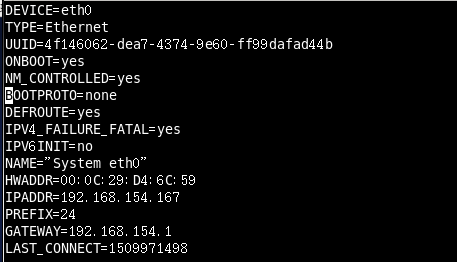 DEVICE=eth0
TYPE=Ethernet
UUID=4f146062-dea7-4374-9e60-ff99dafad44b
ONBOOT=yes
NM_CONTROLLED=yes
BOOTPROTO=none
DEFROUTE=yes
IPV4_FAILURE_FATAL=yes
IPV6INIT=no
NAME="System eth0"
HWADDR=00:0C:29:D4:6C:59
IPADDR=192.168.154.167
PREFIX=24
GATEWAY=192.168.154.1
LAST_CONNECT=1509971498